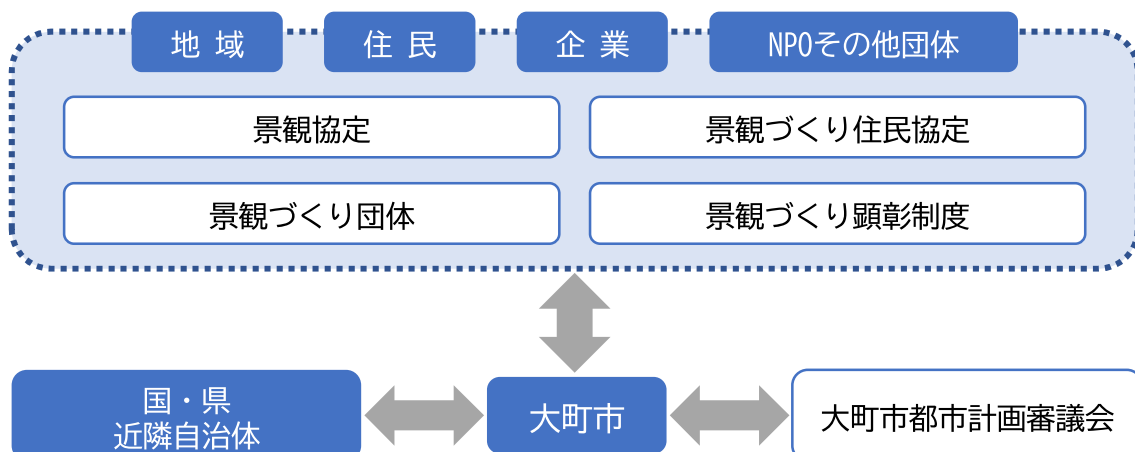 地 域
住 民
企 業
NPOその他団体
景観協定
景観づくり住民協定
景観づくり団体
景観づくり顕彰制度
国・県
近隣自治体
大町市
大町市都市計画審議会